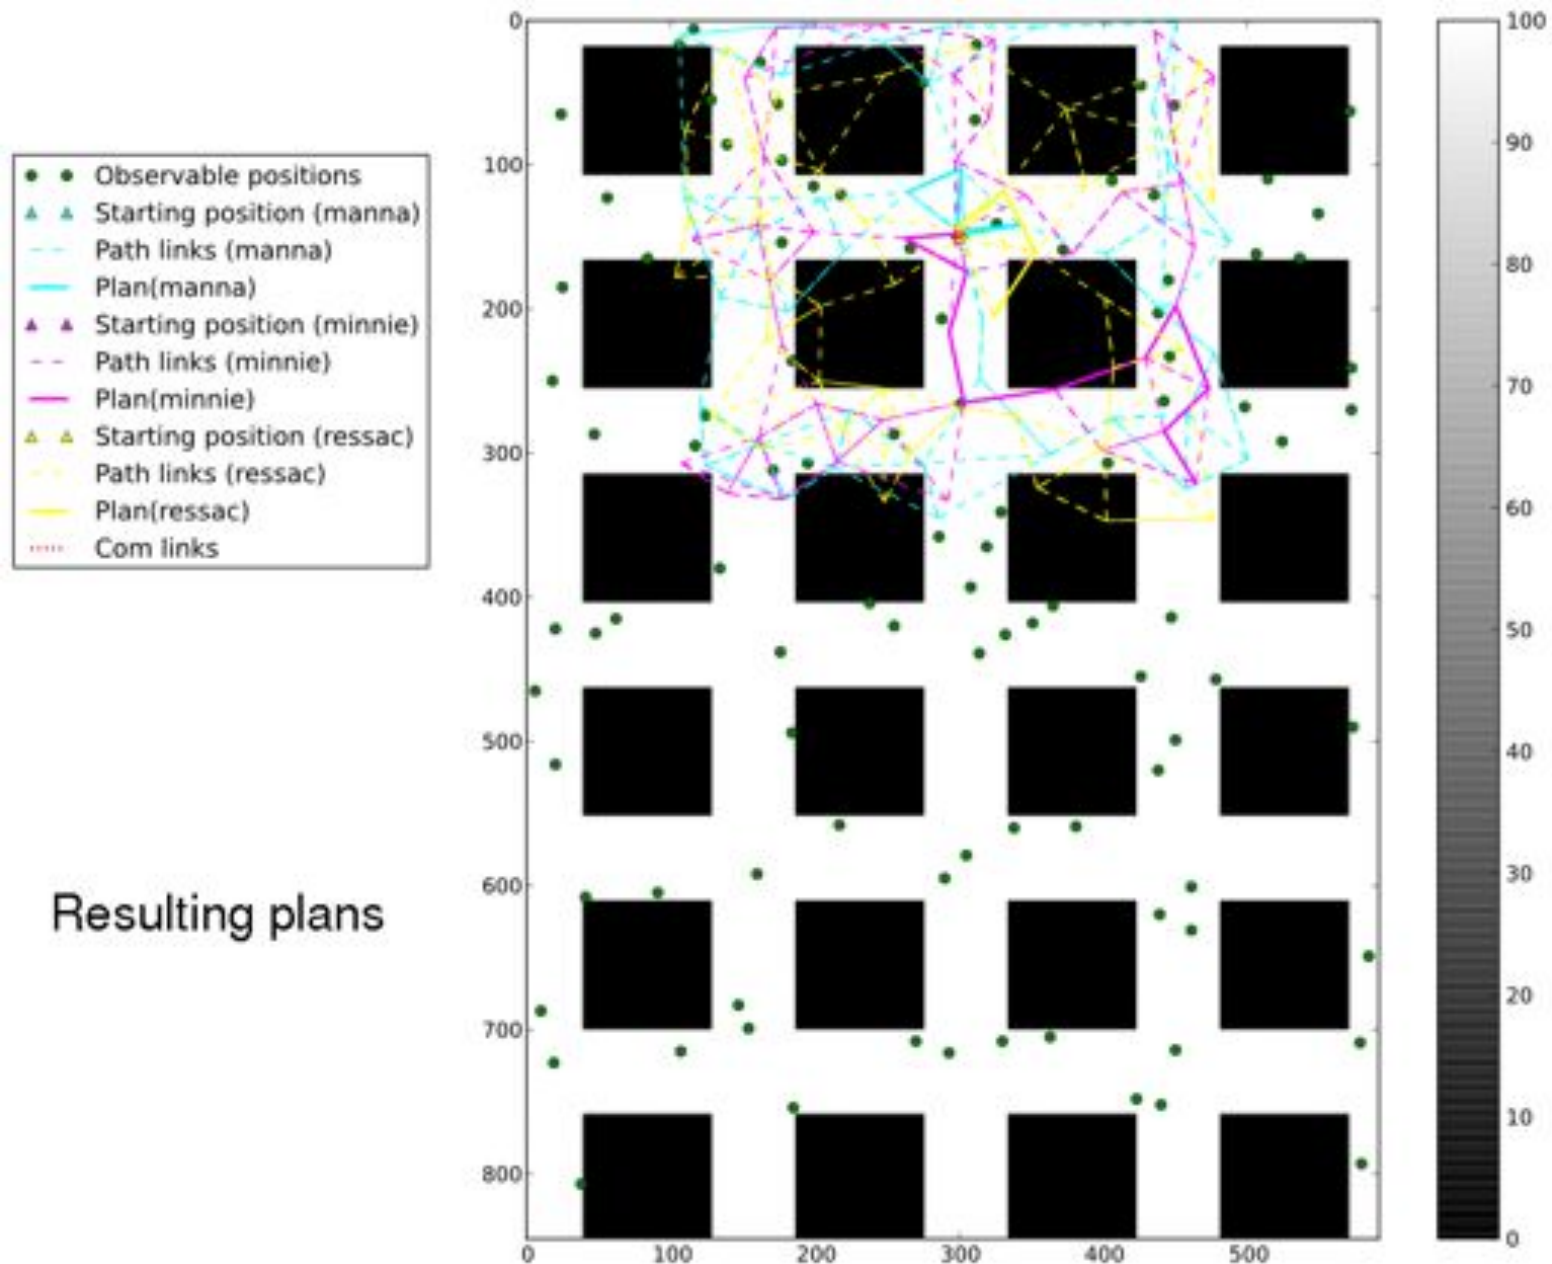 Observable positions
Starting position (manna)
Path links (manna)
Plan(manna)
Starting position (minnie)
Path links (minnie)
Plan(minnie)
Starting position (ressac)
Path links (ressac)
Plan(ressac)
Com links
Resulting plans
0
100
200
300
400
500
600
700
800
0 100 200 300 400 500
100
90
80
70
60
50
40
30
20
10
0